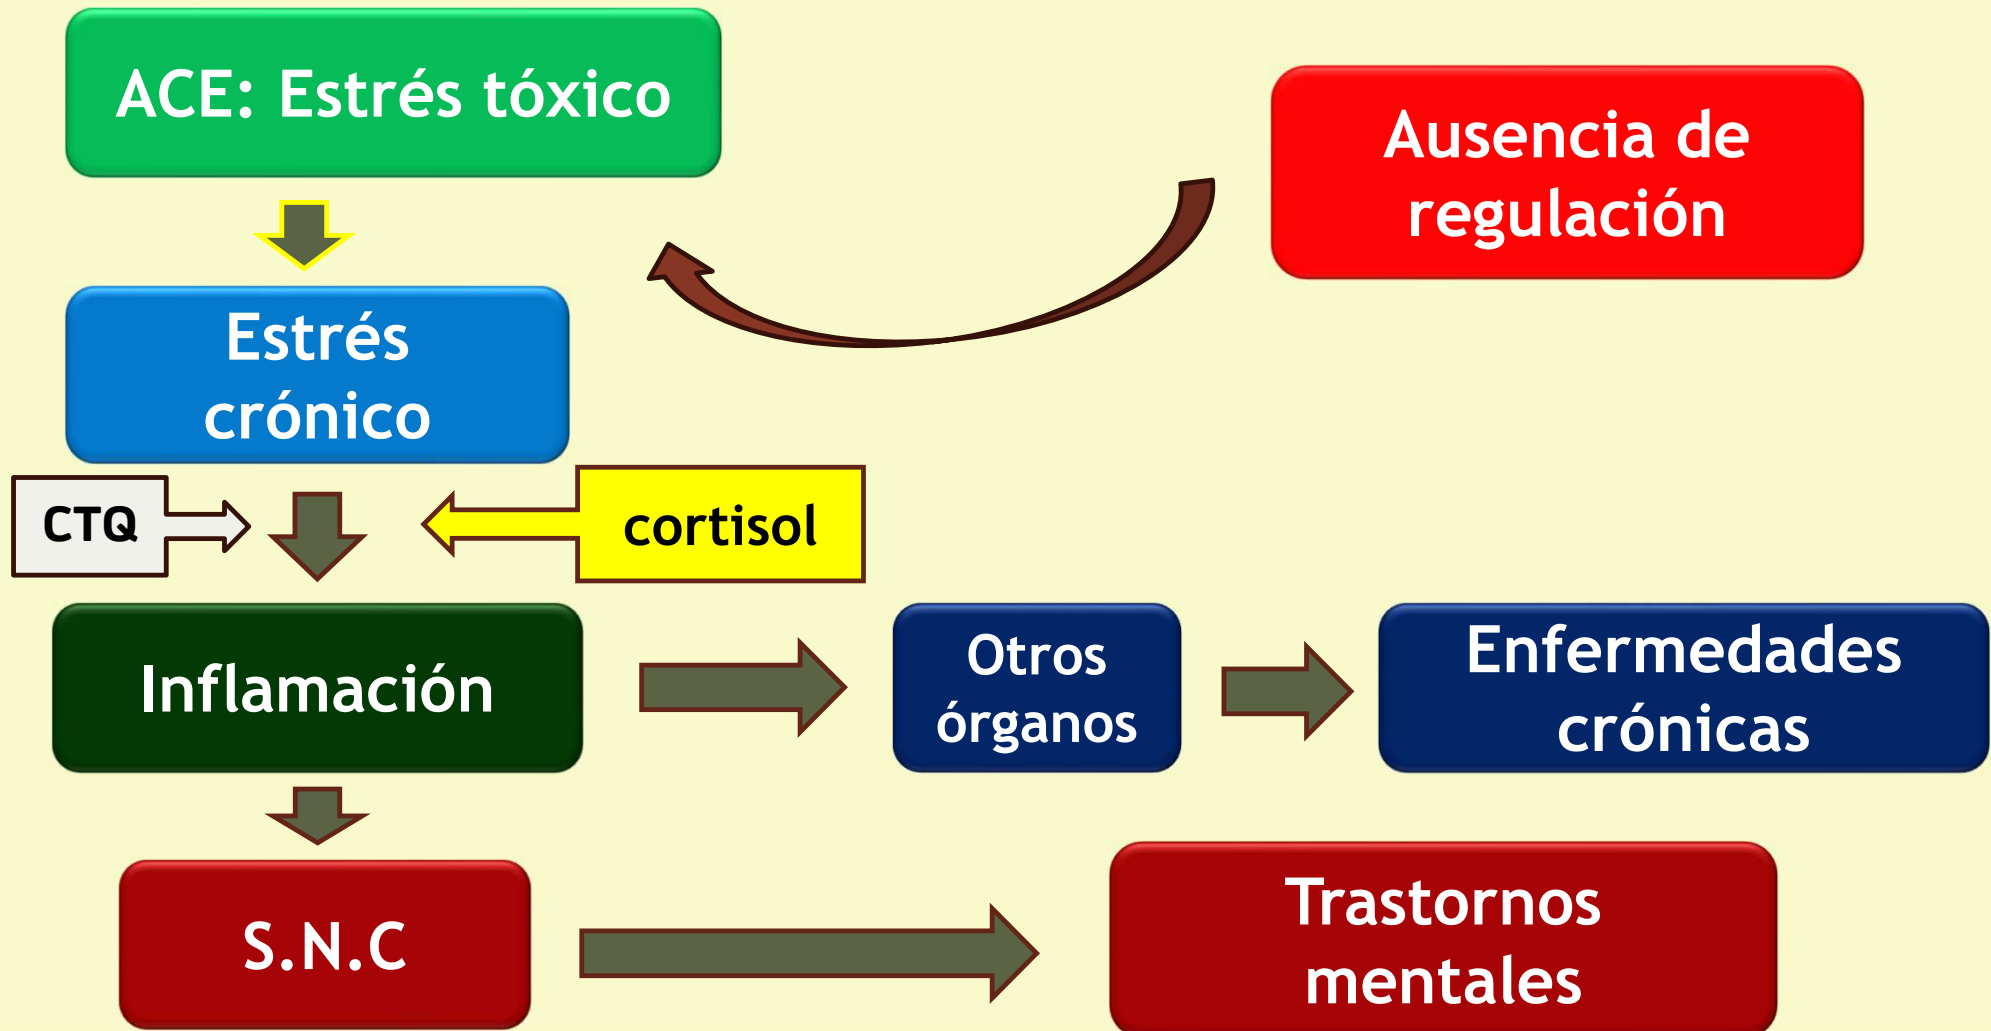 ACE: Estrés tóxico
Ausencia de
regulación
Estrés
crónico
CTQ
cortisol
Inflamación
Otros
órganos
Enfermedades
crónicas
S.N.C
Trastornos
mentales